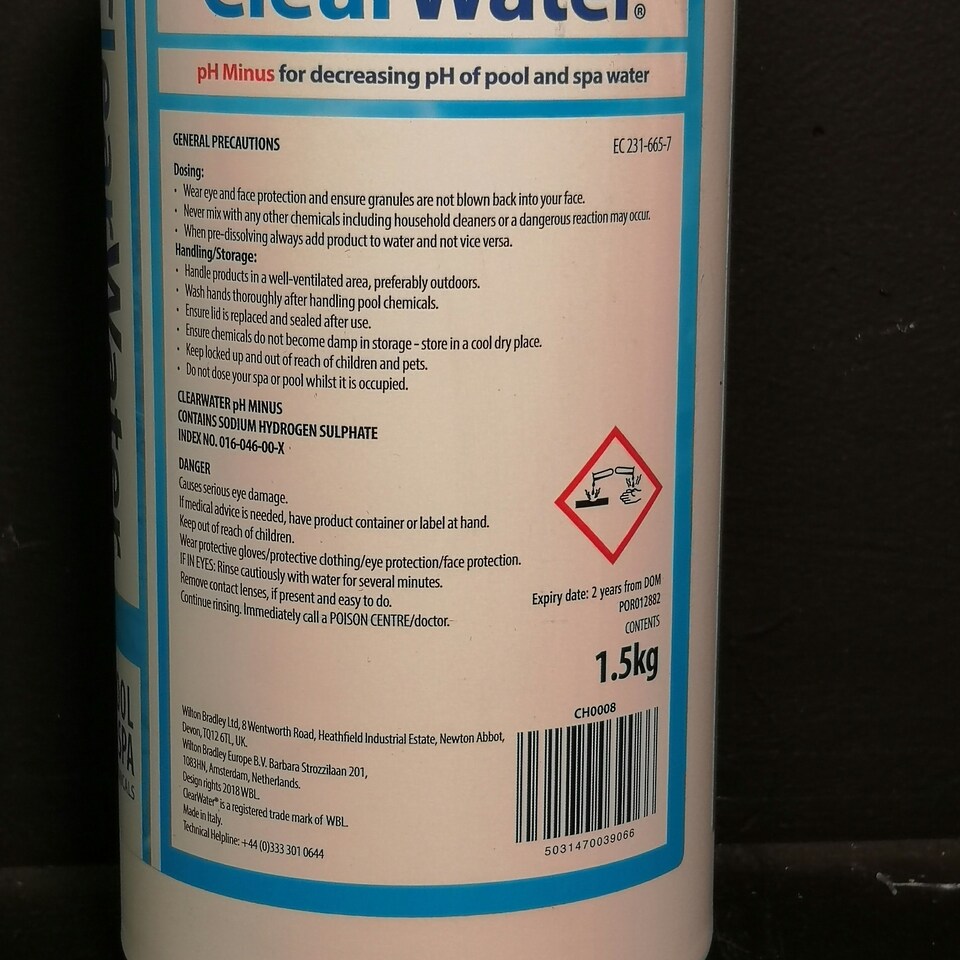 ClearWater®
pH Minus for decreasing pH of pool and spa water
GENERAL PRECAUTIONS
EC 231-665-7
Dosing:
• Wear eye and face protection and ensure granules are not blown back into your face.
• Never mix with any other chemicals including household cleaners or a dangerous reaction may occur.
• When pre-dissolving always add product to water and not vice versa.
Handling/Storage:
• Handle products in a well-ventilated area, preferably outdoors.
• Wash hands thoroughly after handling pool chemicals.
• Ensure lid is replaced and sealed after use.
• Ensure chemicals do not become damp in storage - store in a cool dry place.
• Keep locked up and out of reach of children and pets.
• Do not dose your spa or pool whilst it is occupied.
CLEARWATER pH MINUS
CONTAINS SODIUM HYDROGEN SULPHATE
INDEX NO. 016-046-00-X
DANGER
Causes serious eye damage.
If medical advice is needed, have product container or label at hand.
Keep out of reach of children.
Wear protective gloves/protective clothing/eye protection/face protection.
IF IN EYES: Rinse cautiously with water for several minutes.
Remove contact lenses, if present and easy to do.
Continue rinsing. Immediately call a POISON CENTRE/doctor.
Expiry date: 2 years from DOM
POR012882
CONTENTS
1.5kg
CH0008
5031470039066
Wilton Bradley Ltd, 8 Wentworth Road, Heathfield Industrial Estate, Newton Abbot,
Devon, TQ12 6TL, UK.
Wilton Bradley Europe B.V. Barbara Strozzilaan 201,
1083HN, Amsterdam, Netherlands.
Design rights 2018 WBL.
ClearWater® is a registered trade mark of WBL.
Made in Italy.
Technical Helpline: +44 (0)333 301 0644
ClearWater